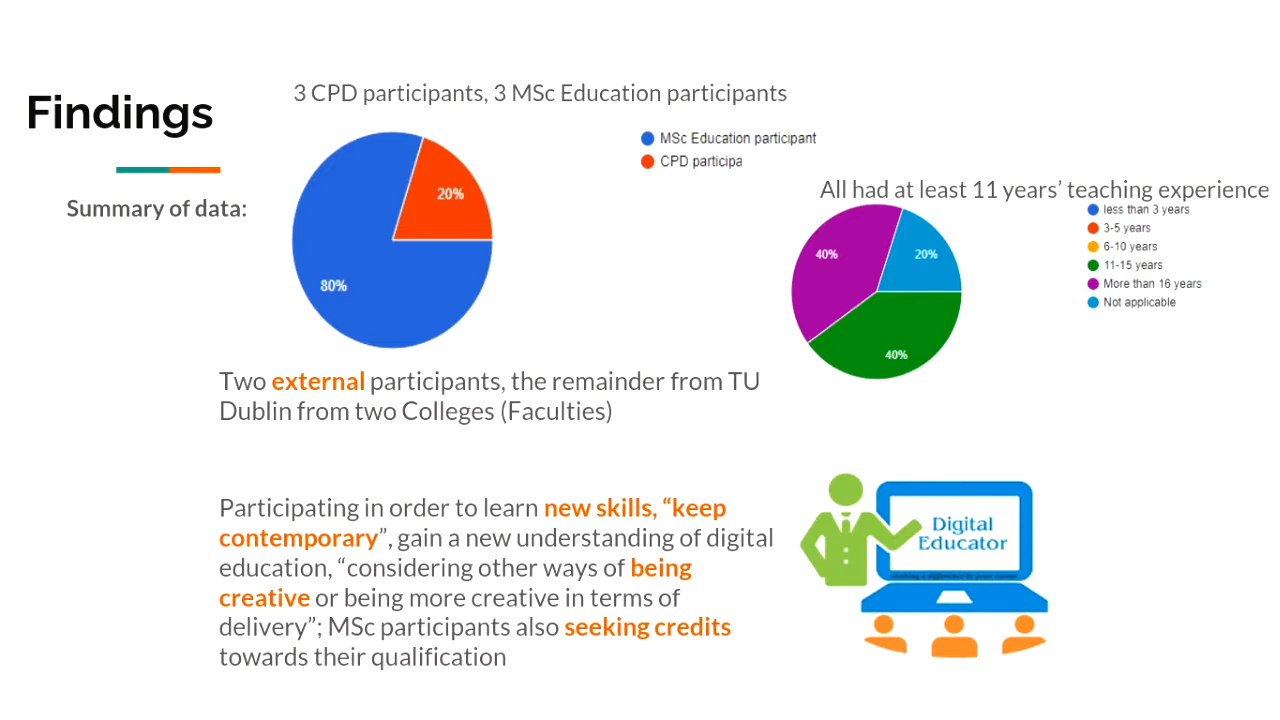 Findings
Summary of data:
3 CPD participants, 3 MSc Education participants
MSc Education participant
CPD participa
20%
80%
All had at least 11 years’ teaching experience
less than 3 years
3-5 years
6-10 years
11-15 years
More than 16 years
Not applicable
40%
20%
40%
Two external participants, the remainder from TU
Dublin from two Colleges (Faculties)
Participating in order to learn new skills, “keep
contemporary”, gain a new understanding of digital
education, “considering other ways of being
creative or being more creative in terms of
delivery”; MSc participants also seeking credits
towards their qualification
Digital
Educator